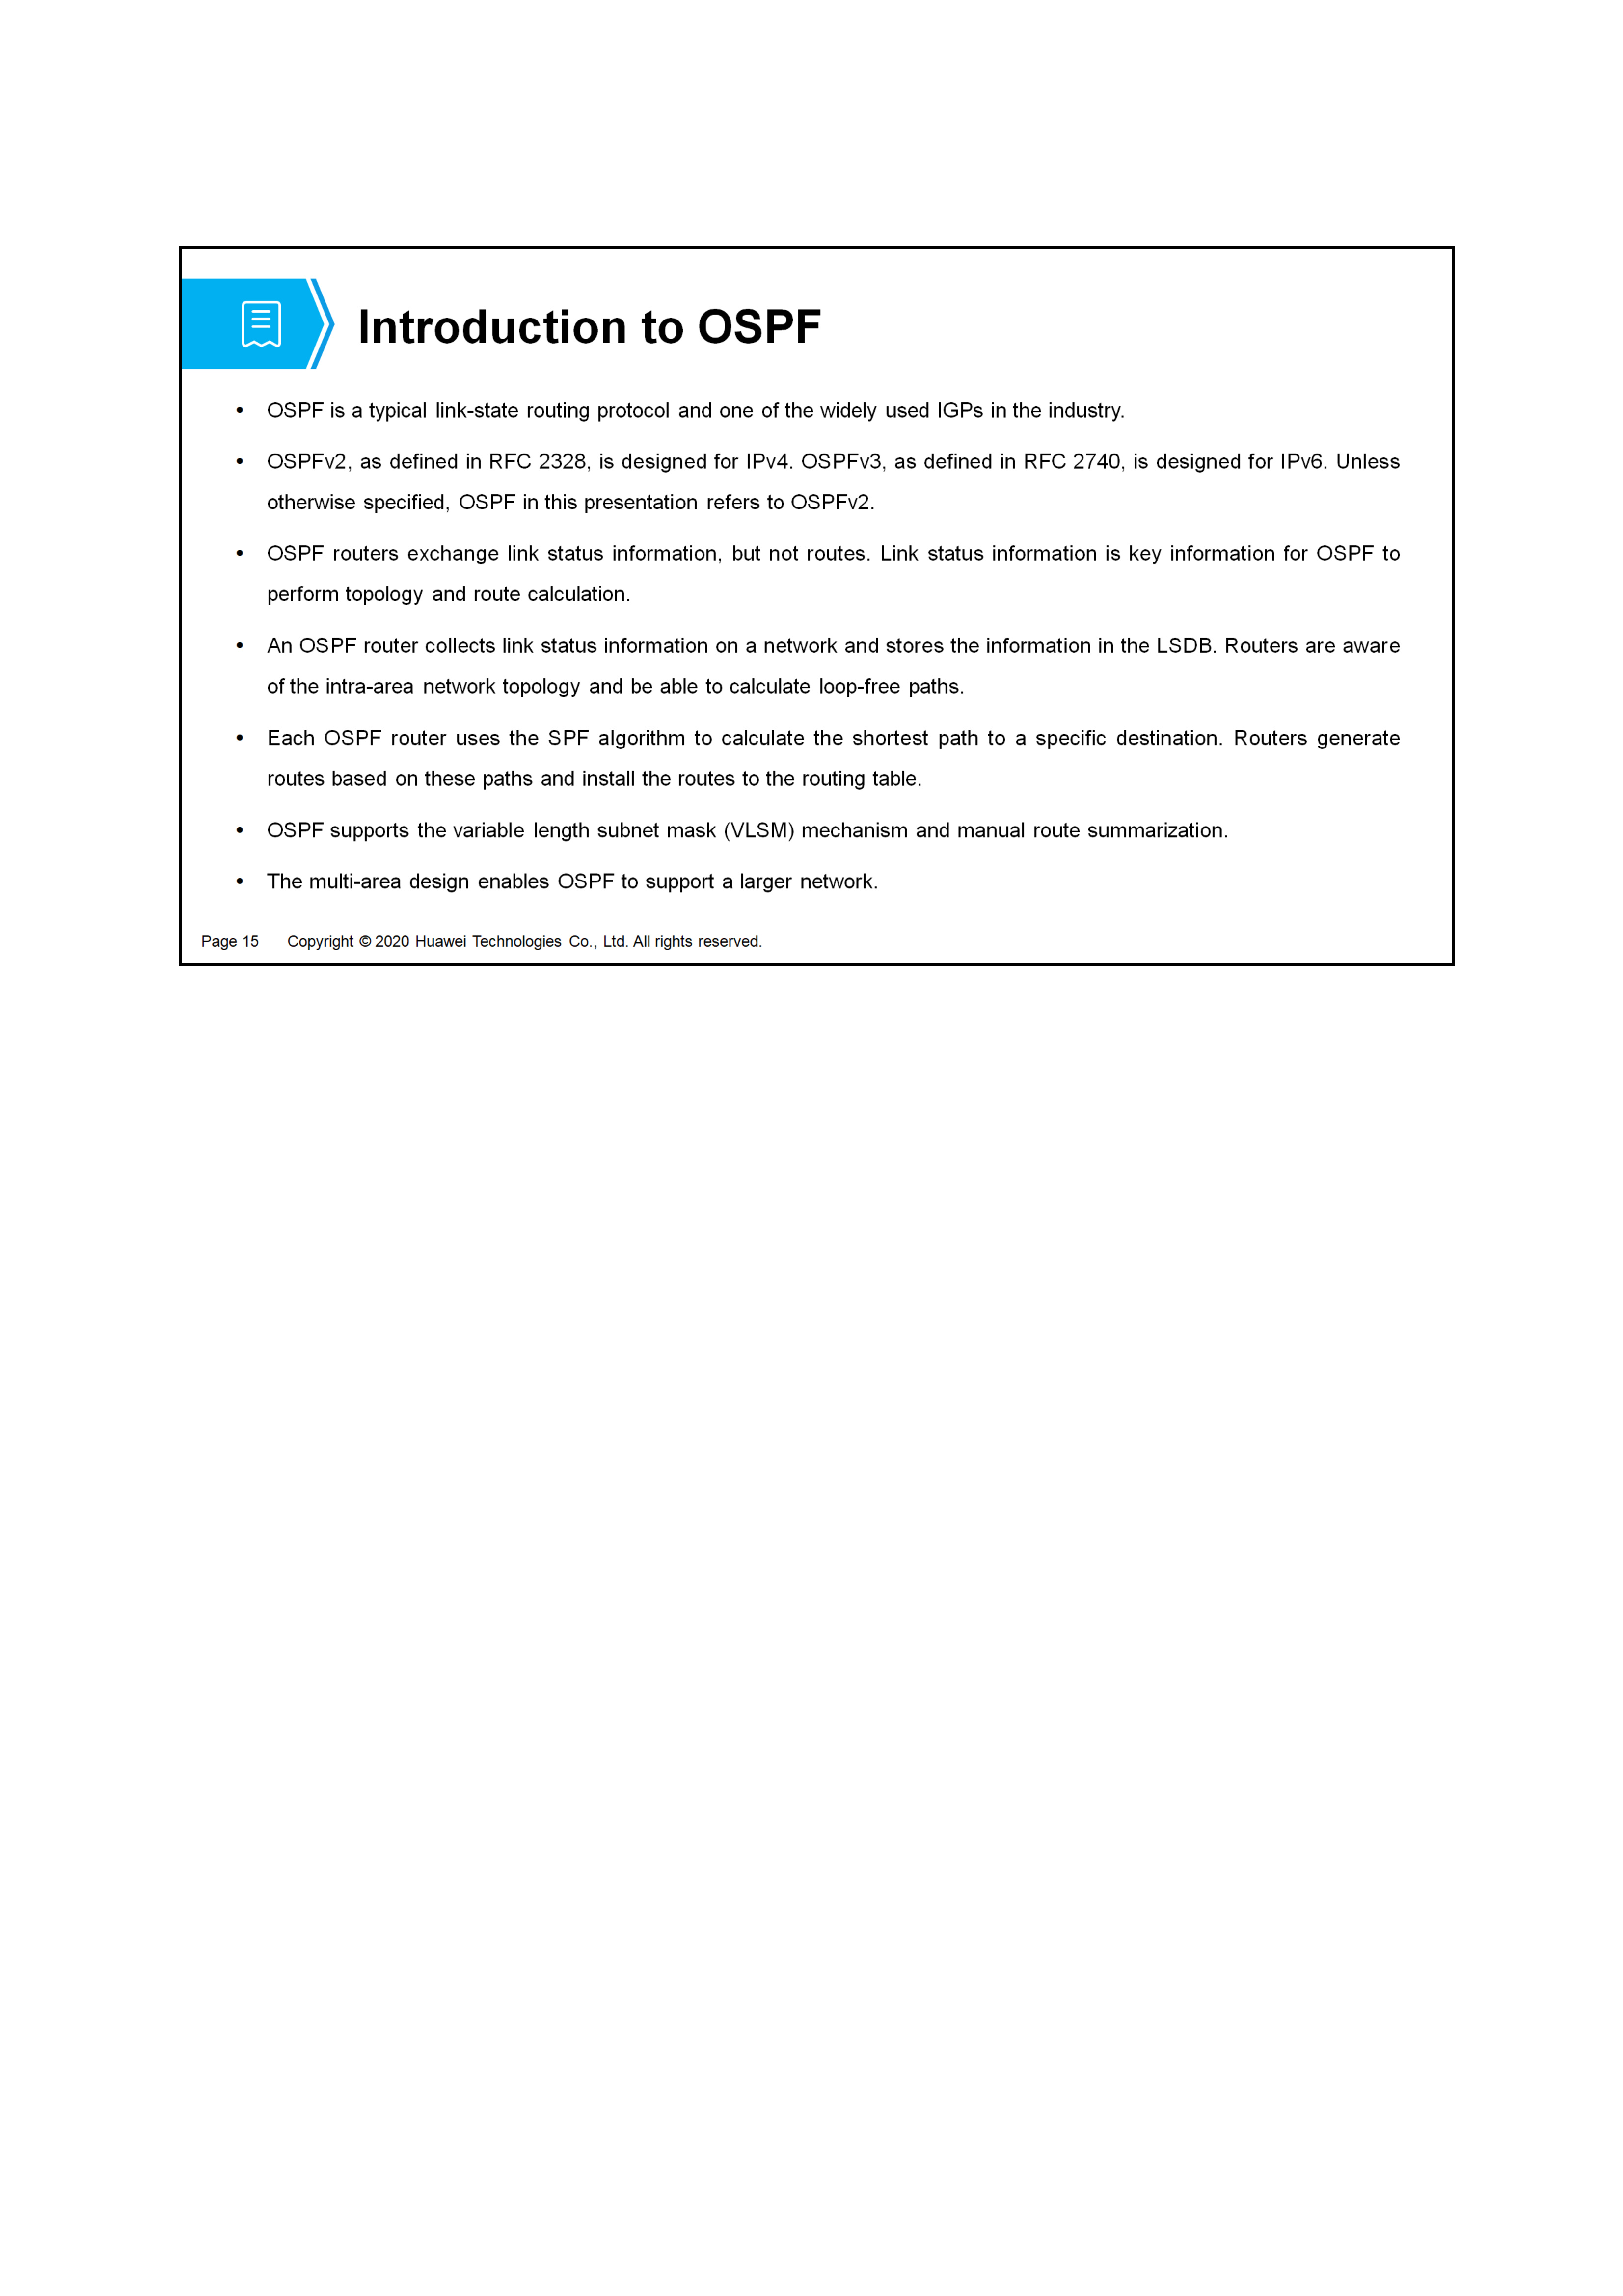 Introduction to OSPF
• OSPF is a typical link-state routing protocol and one of the widely used IGPs in the industry.
• OSPFv2, as defined in RFC 2328, is designed for IPv4. OSPFv3, as defined in RFC 2740, is designed for IPv6. Unless
otherwise specified, OSPF in this presentation refers to OSPFv2.
• OSPF routers exchange link status information, but not routes. Link status information is key information for OSPF to
perform topology and route calculation.
• An OSPF router collects link status information on a network and stores the information in the LSDB. Routers are aware
of the intra-area network topology and be able to calculate loop-free paths.
• Each OSPF router uses the SPF algorithm to calculate the shortest path to a specific destination. Routers generate
routes based on these paths and install the routes to the routing table.
• OSPF supports the variable length subnet mask (VLSM) mechanism and manual route summarization.
• The multi-area design enables OSPF to support a larger network.
Page 15 Copyright © 2020 Huawei Technologies Co., Ltd. All rights reserved.